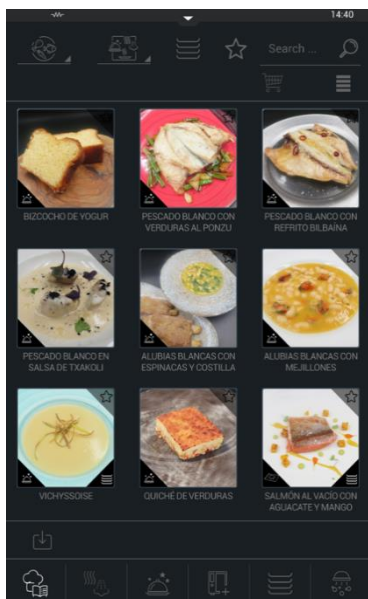 14:40
Search ...
BIZCOCHO DE YOGUR
PESCADO BLANCO CON
VERDURAS AL PONZU
PESCADO BLANCO CON
REFRITO BILBAÍNA
PESCADO BLANCO EN
SALSA DE TXAKOLI
ALUBIAS BLANCAS CON
ESPINACAS Y COSTILLA
ALUBIAS BLANCAS CON
MEJILLONES
VICHYSSOISE
QUICHÉ DE VERDURAS
SALMÓN AL VACÍO CON
AGUACATE Y MANGO